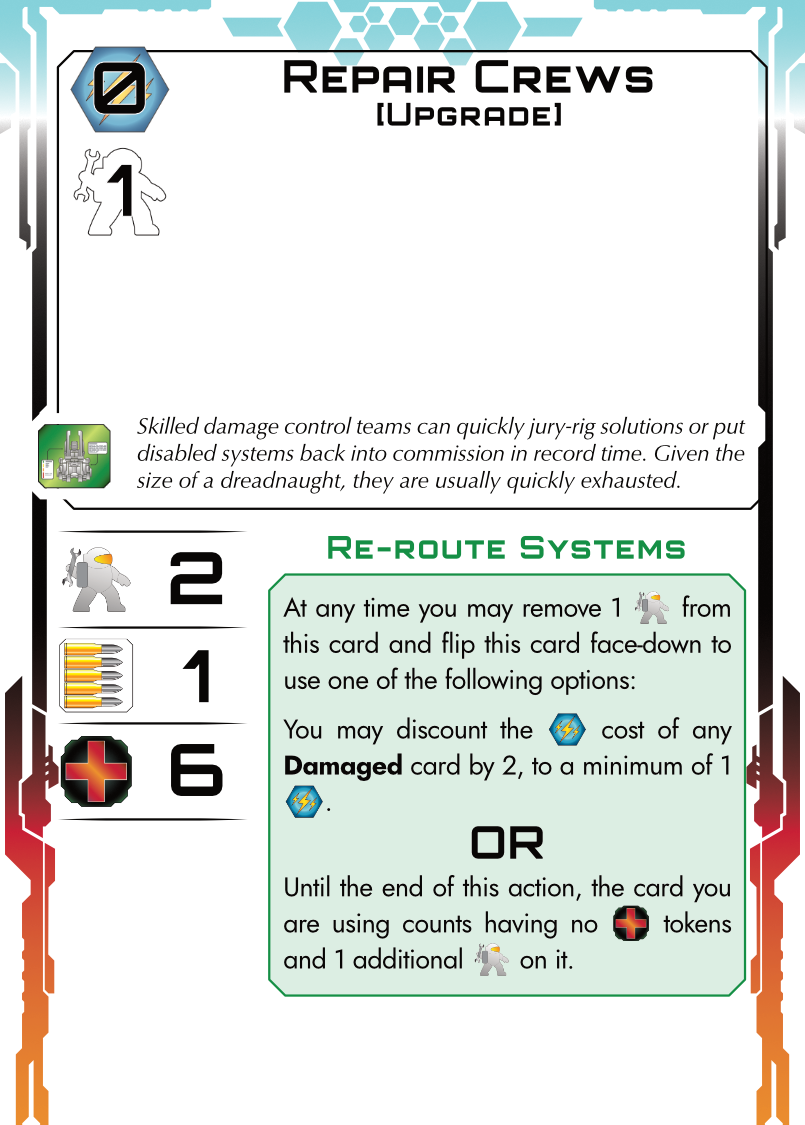 0
REPAIR CREWS
[UPGRADE]
1
Skilled damage control teams can quickly jury-rig solutions or put
disabled systems back into commission in record time. Given the
size of a dreadnaught, they are usually quickly exhausted.
2
1
6
RE-ROUTE SYSTEMS
At any time you may remove 1 from
this card and flip this card face-down to
use one of the following options:
You may discount the cost of any
Damaged card by 2, to a minimum of 1
.
OR
Until the end of this action, the card you
are using counts having no tokens
and 1 additional on it.